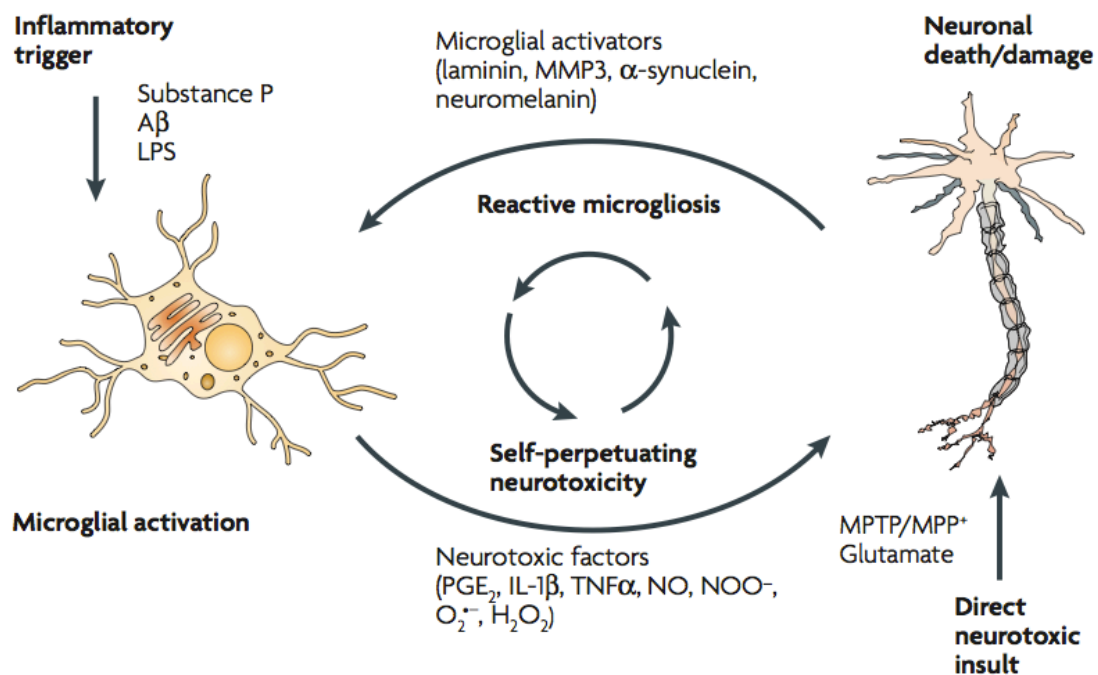 Inflammatory
trigger
Substance P
Aβ
LPS
Microglial activators
(laminin, MMP3, α-synuclein,
neuromelanin)
Neuronal
death/damage
Reactive microgliosis
Self-perpetuating
neurotoxicity
Microglial activation
Neurotoxic factors
(PGE₂, IL-1β, TNFα, NO, NOO⁻,
O₂•⁻, H₂O₂)
MPTP/MPP⁺
Glutamate
Direct
neurotoxic
insult